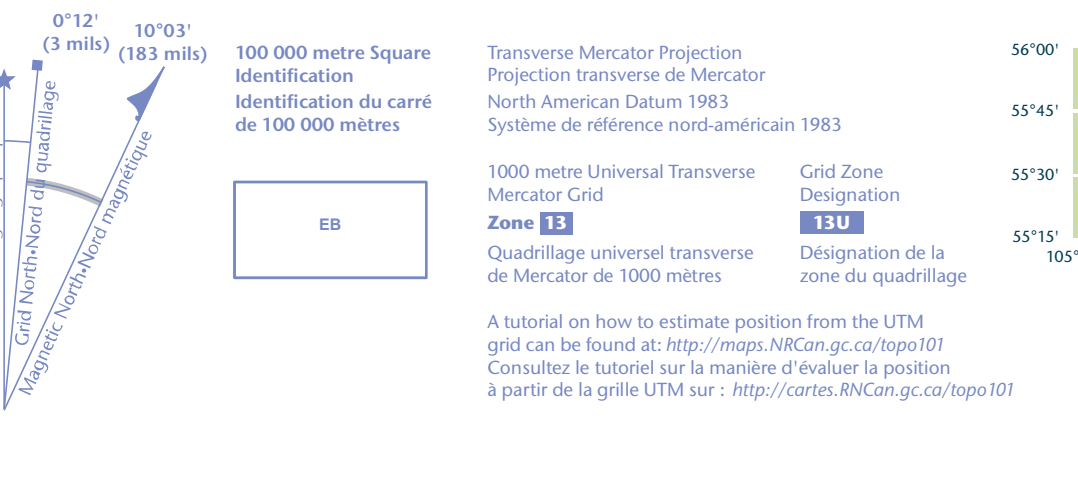 0°12'
(3 mils)
10°03'
(183 mils)
Grid North•Nord du quadrillage
Magnetic North•Nord magnétique
100 000 metre Square
Identification
Identification du carré
de 100 000 mètres
EB
Transverse Mercator Projection
Projection transverse de Mercator
North American Datum 1983
Système de référence nord-américain 1983
1000 metre Universal Transverse
Mercator Grid
Zone 13
Quadrillage universel transverse
de Mercator de 1000 mètres
Grid Zone
Designation
13U
Désignation de la
zone du quadrillage
A tutorial on how to estimate position from the UTM
grid can be found at: http://maps.NRCan.gc.ca/topo101
Consultez le tutoriel sur la manière d'évaluer la position
à partir de la grille UTM sur : http://cartes.RNCan.gc.ca/topo101
56°00'
55°45'
55°30'
55°15'
105°